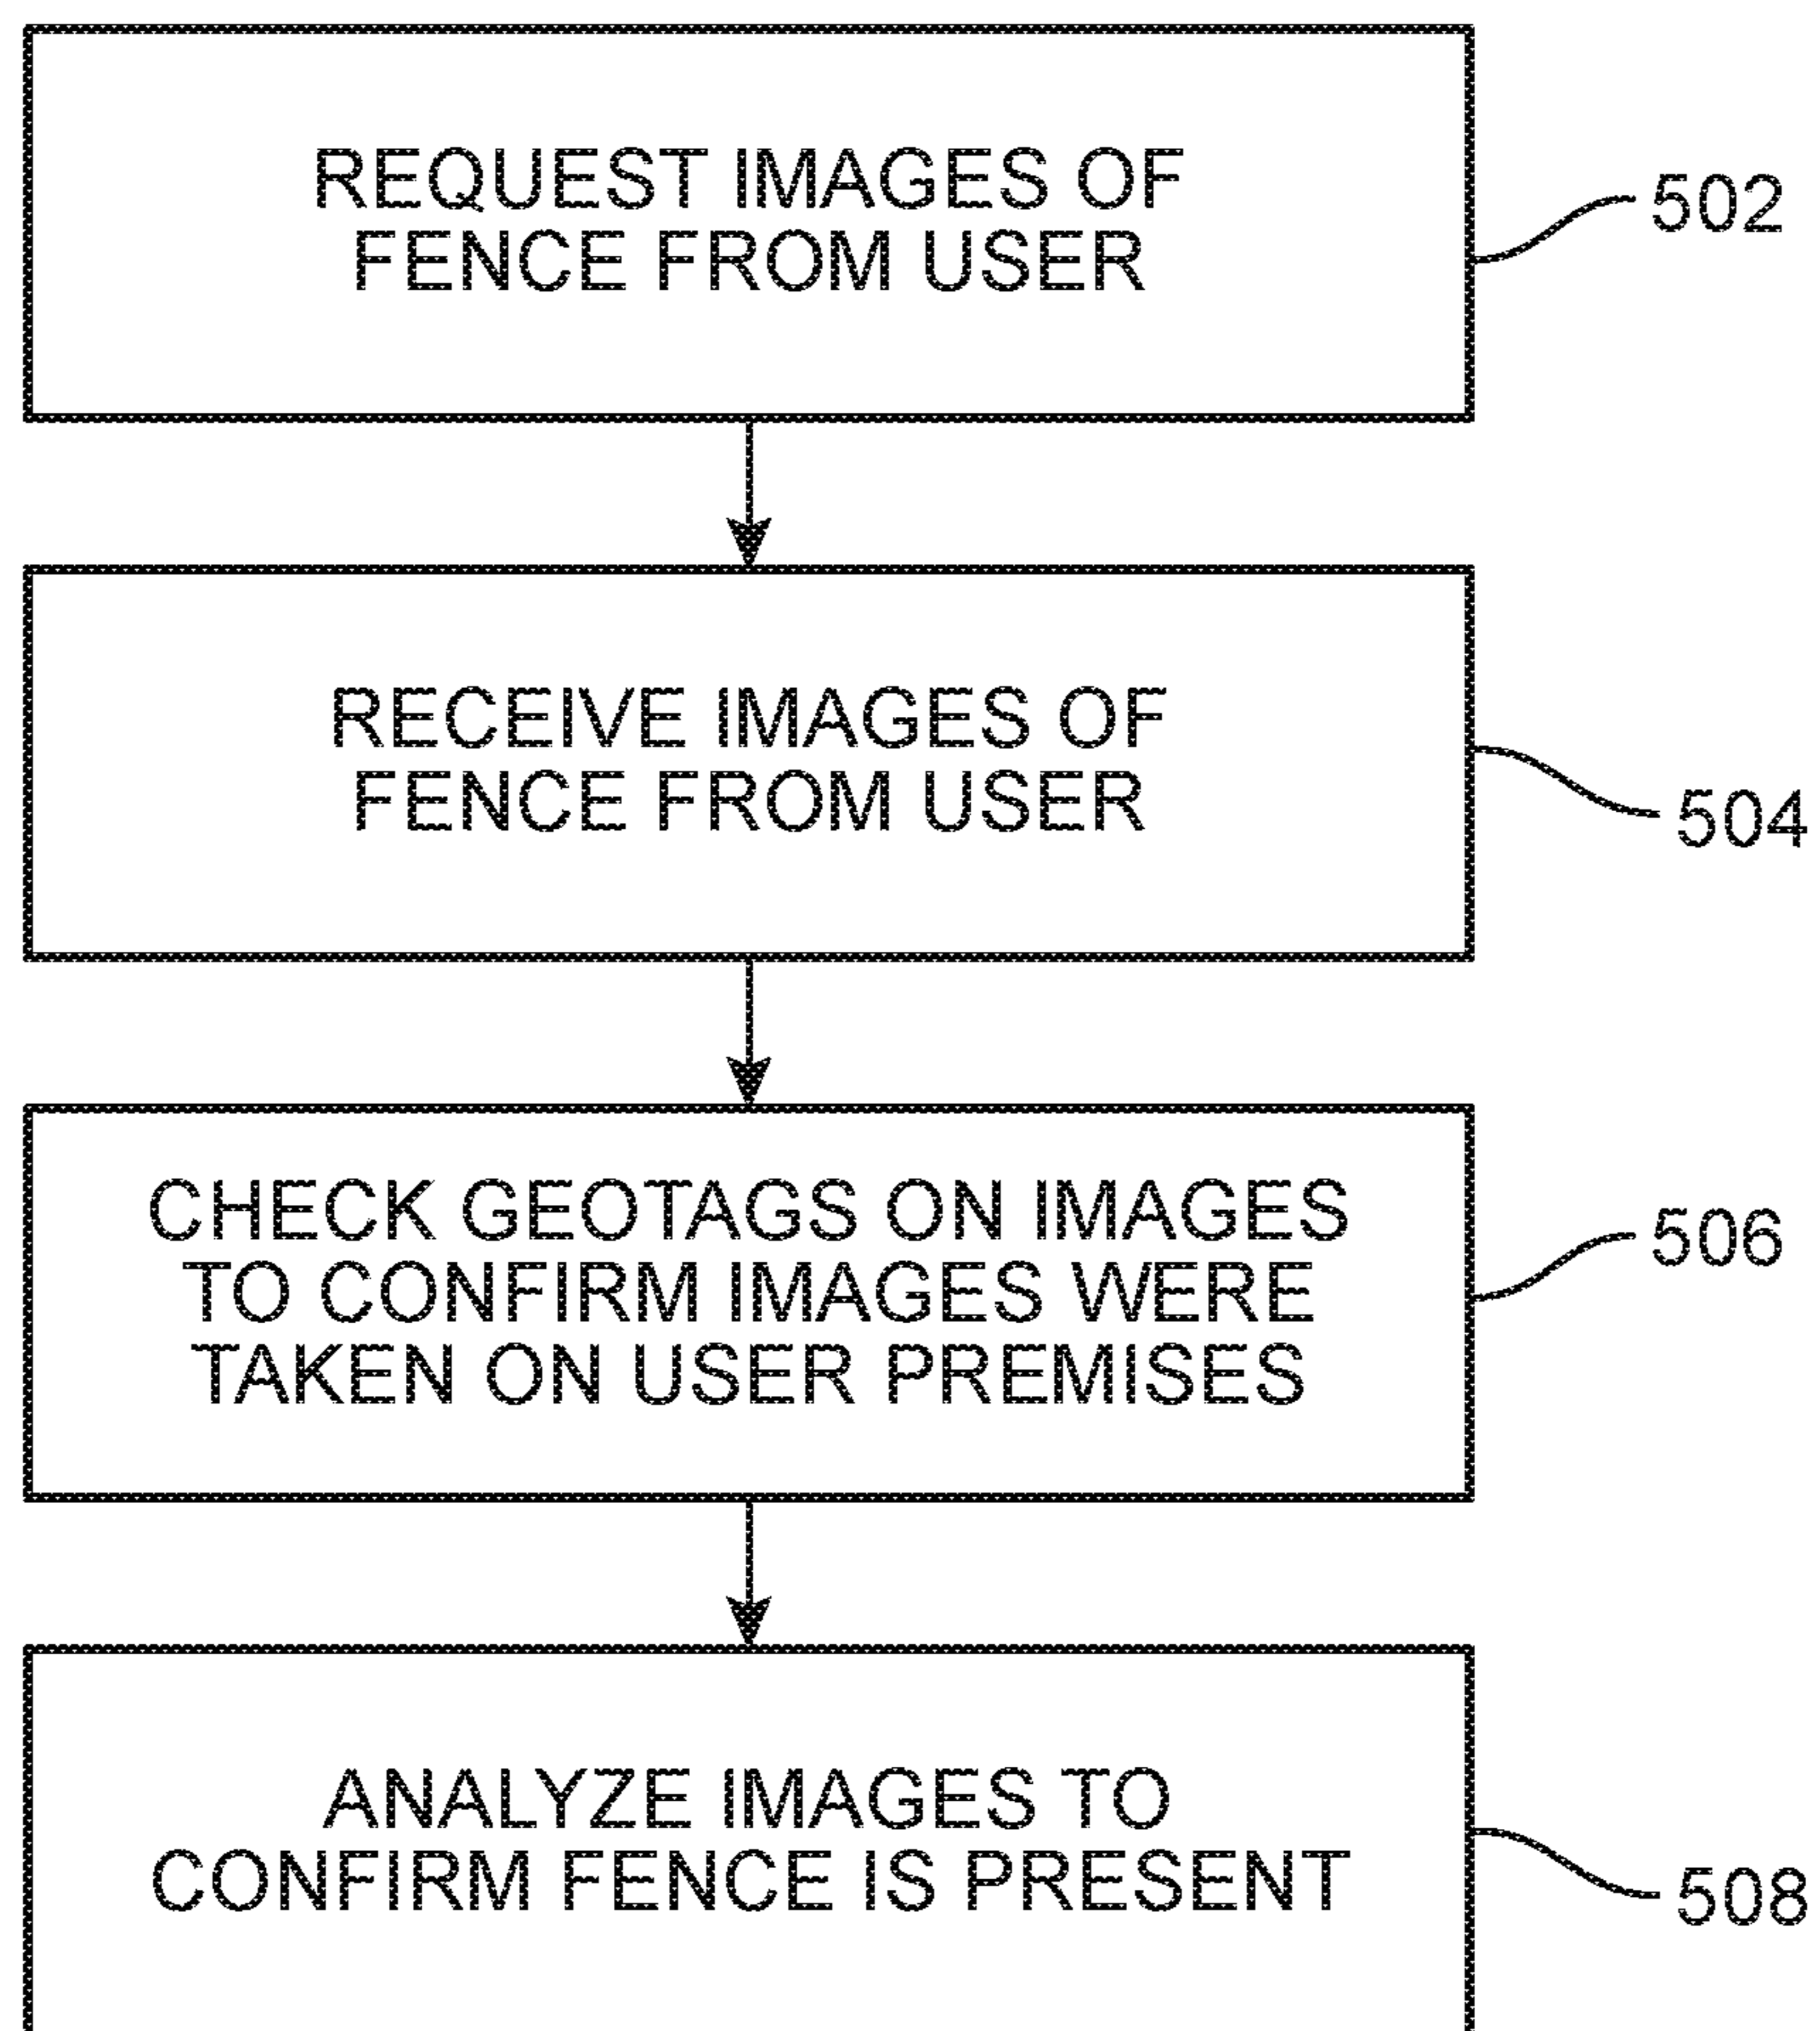 REQUEST IMAGES OF
FENCE FROM USER
502
RECEIVE IMAGES OF
FENCE FROM USER
504
CHECK GEOTAGS ON IMAGES
TO CONFIRM IMAGES WERE
TAKEN ON USER PREMISES
506
ANALYZE IMAGES TO
CONFIRM FENCE IS PRESENT
508